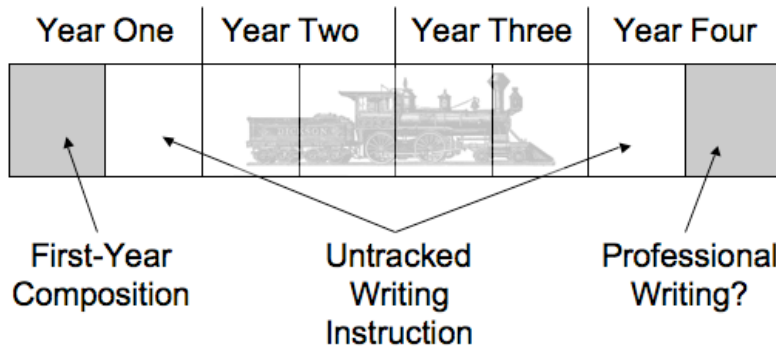 Year One Year Two Year Three Year Four
First-Year Composition
Untracked Writing Instruction
Professional Writing?